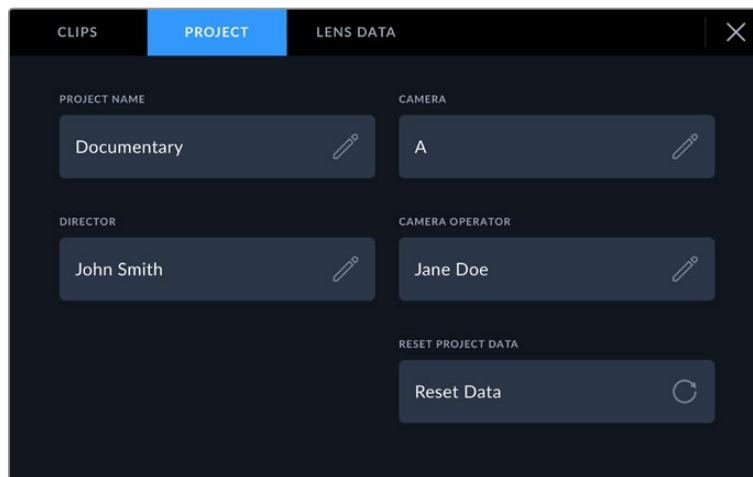 CLIPS PROJECT LENS DATA
PROJECT NAME CAMERA
Documentary A
DIRECTOR CAMERA OPERATOR
John Smith Jane Doe
RESET PROJECT DATA
Reset Data